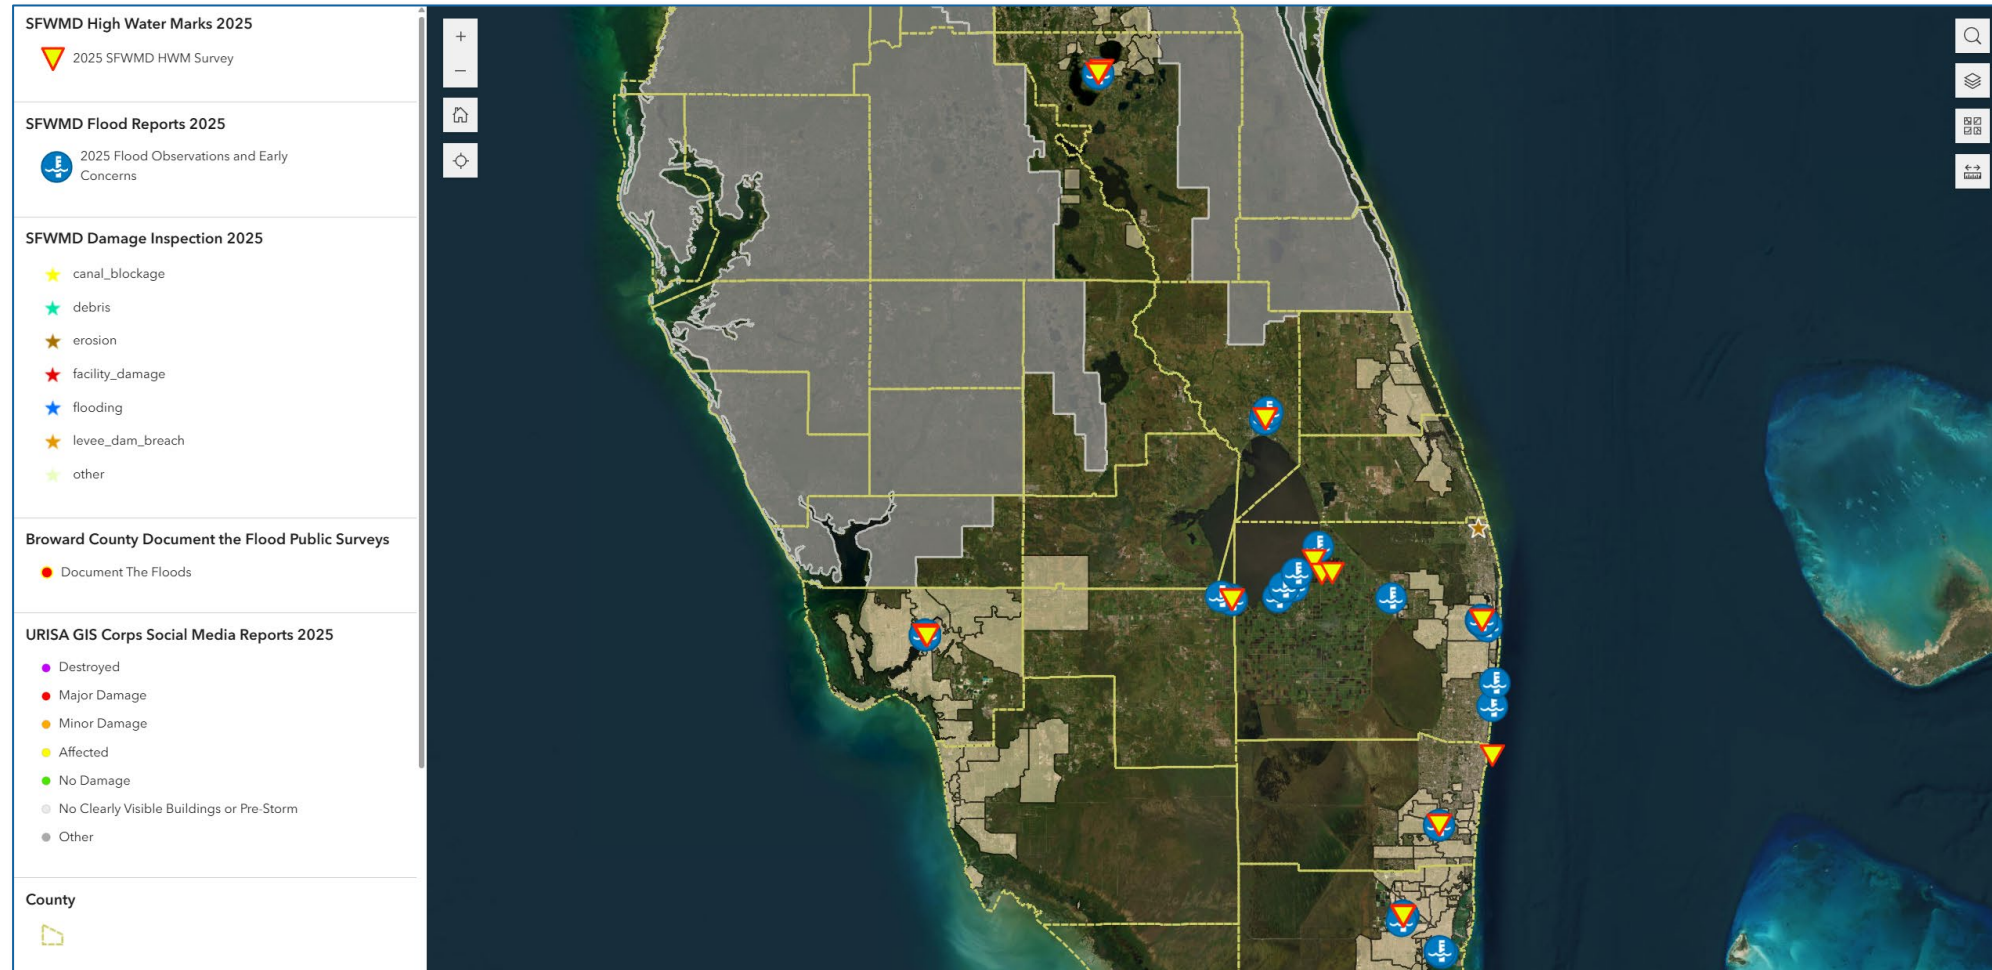 SFWMD High Water Marks 2025
2025 SFWMD HWM Survey
SFWMD Flood Reports 2025
2025 Flood Observations and Early
Concerns
SFWMD Damage Inspection 2025
canal_blockage
debris
erosion
facility_damage
flooding
levee_dam_breach
other
Broward County Document the Flood Public Surveys
Document The Floods
URISA GIS Corps Social Media Reports 2025
Destroyed
Major Damage
Minor Damage
Affected
No Damage
No Clearly Visible Buildings or Pre-Storm
Other
County